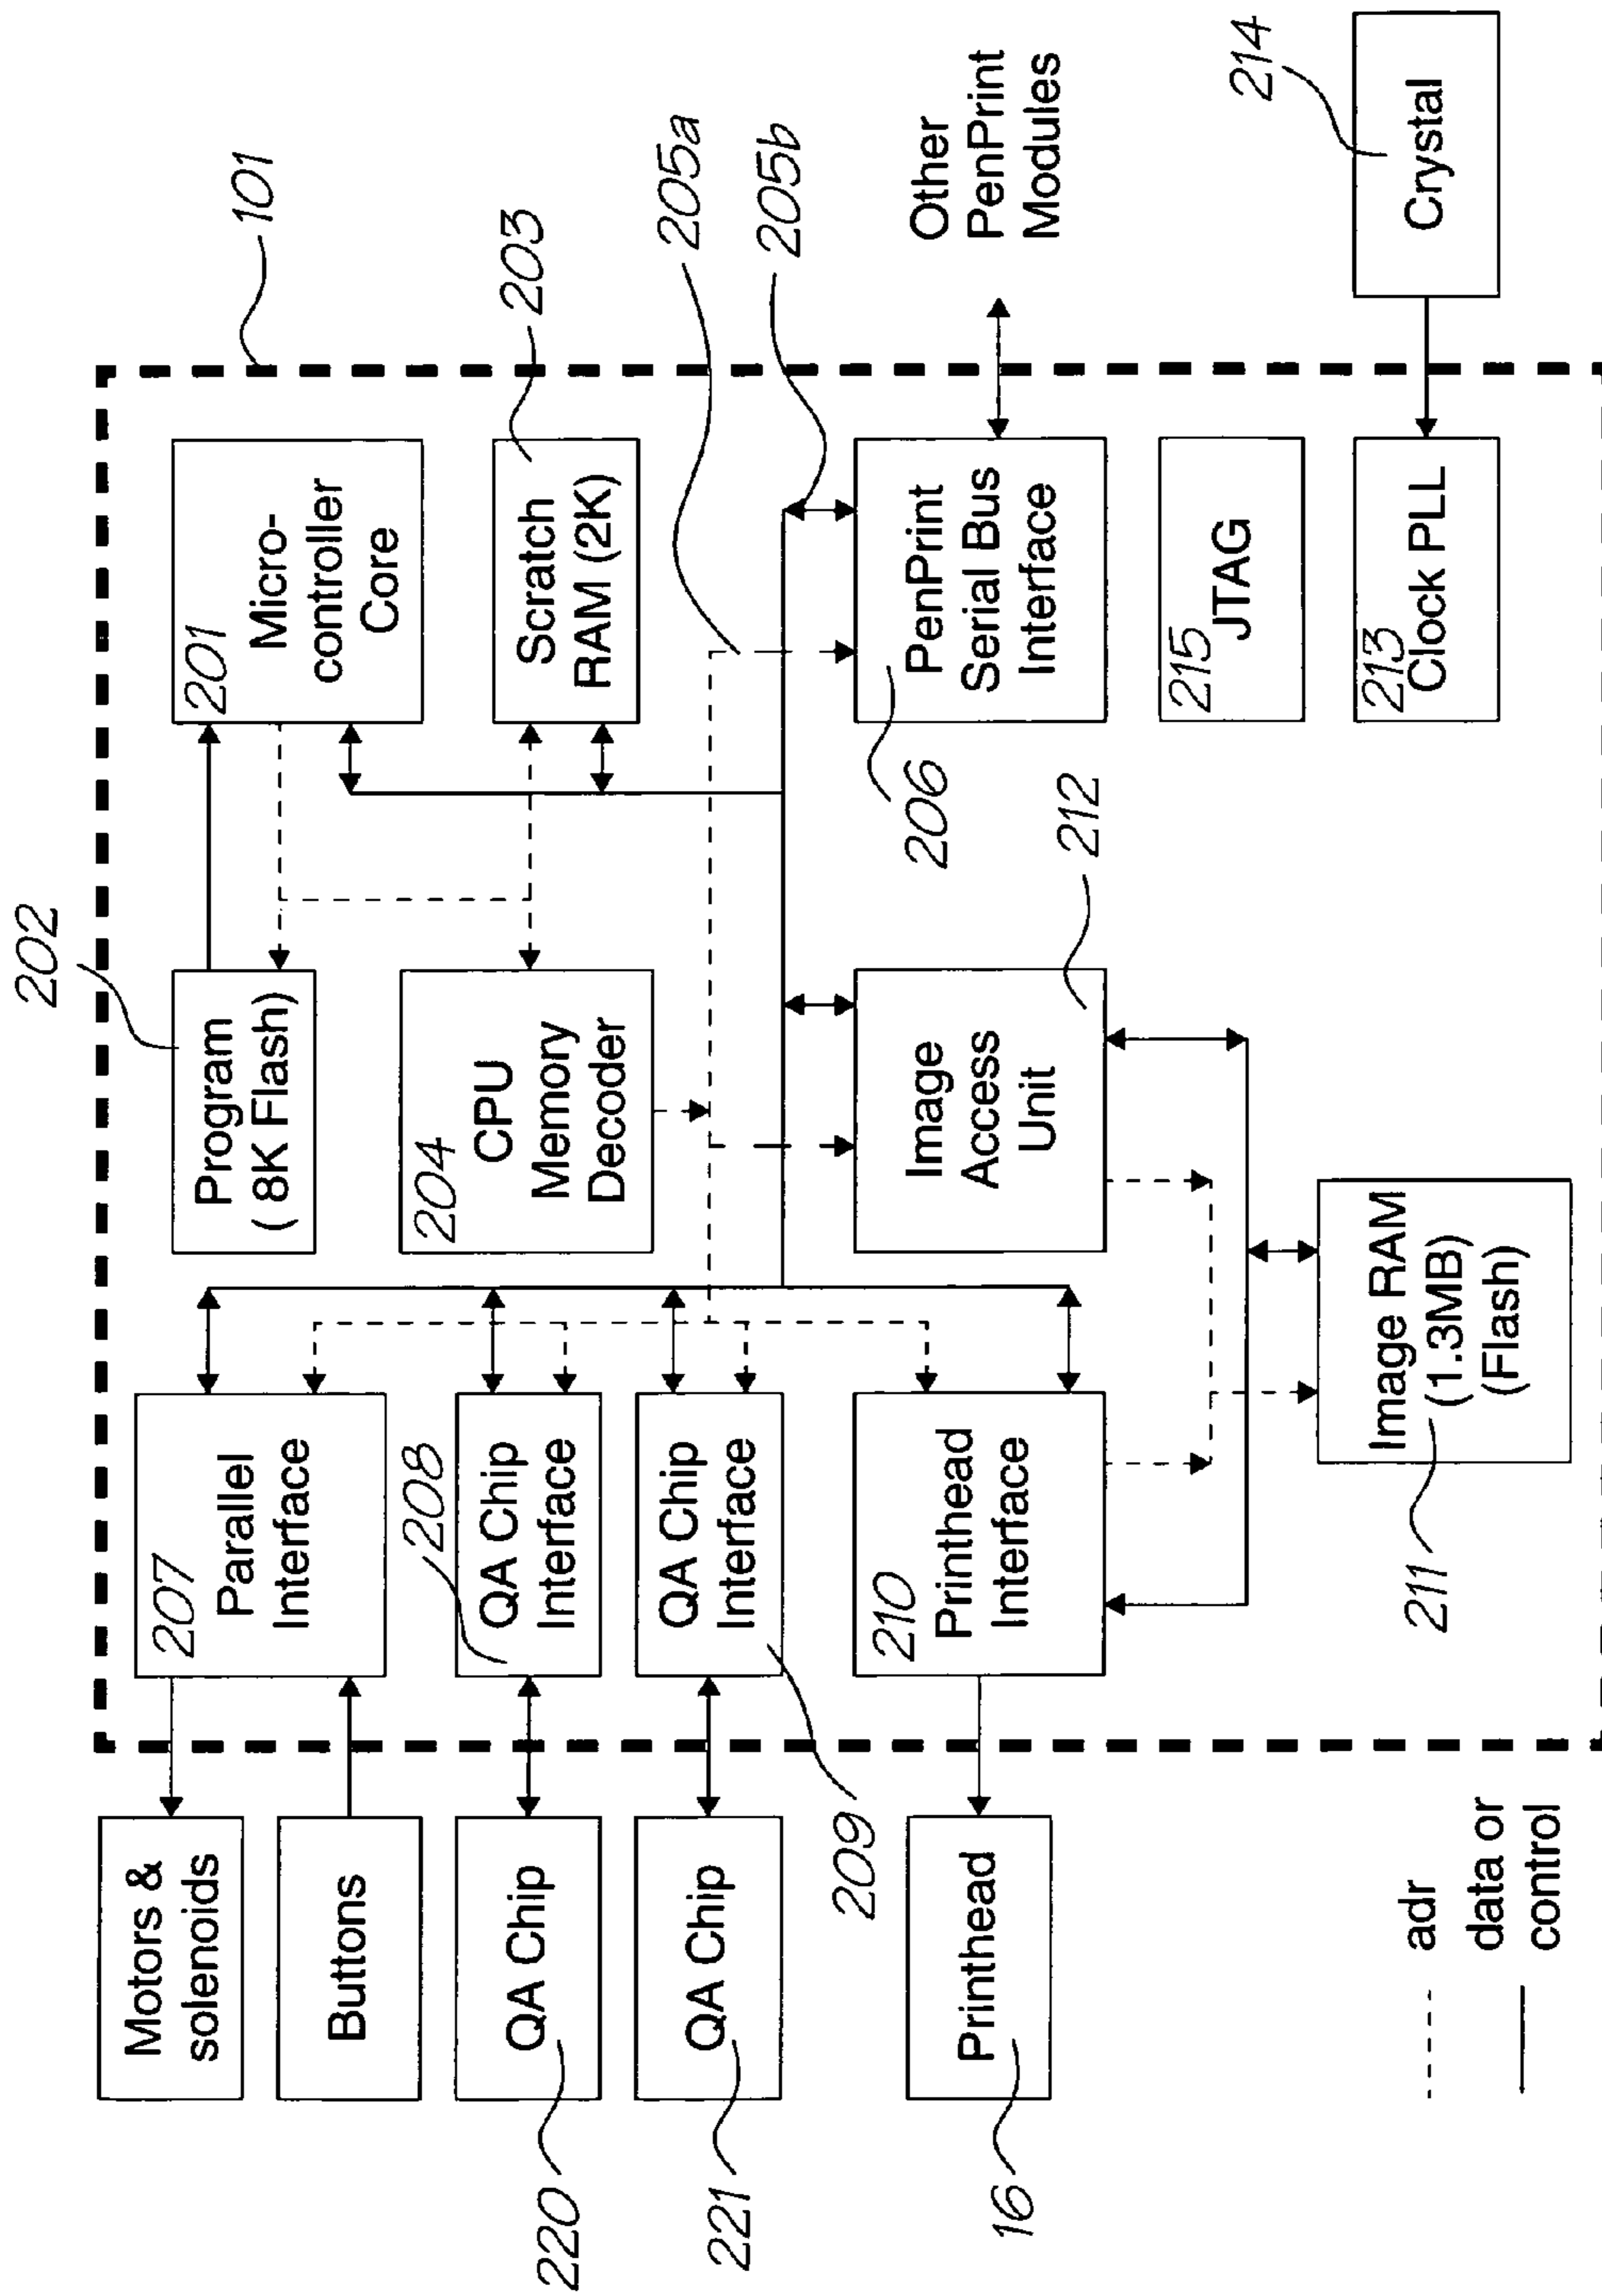 Motors &
solenoids
Buttons
QA Chip
220
QA Chip
221
Printhead
16
adr
data or
control
207
Parallel
Interface
208
QA Chip
Interface
QA Chip
Interface
209
210
Printhead
Interface
202
Program
( 8K Flash)
204
CPU
Memory
Decoder
Image
Access
Unit
212
Image RAM
(1.3MB)
(Flash)
211
101
201
Micro-
controller
Core
203
Scratch
RAM (2K)
205a
205b
206
PenPrint
Serial Bus
Interface
Other
PenPrint
Modules
215
JTAG
213
Clock PLL
214
Crystal